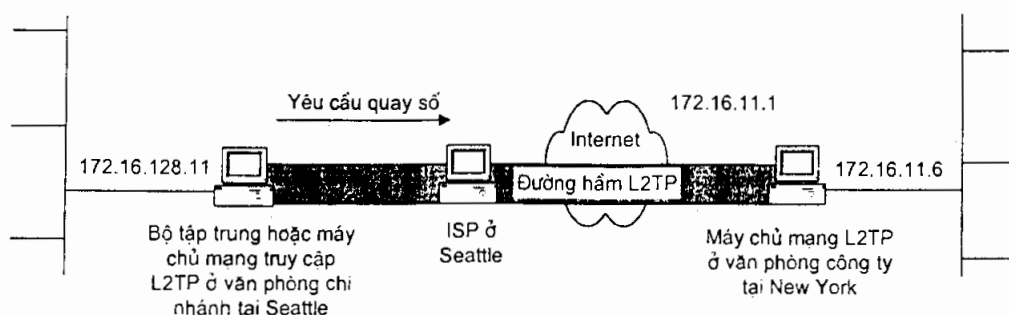 Yêu cầu quay số
172.16.11.1
Internet
172.16.128.11
172.16.11.6
Đường hầm L2TP
Bộ tập trung hoặc máy
chủ mạng truy cập
L2TP ở văn phòng chi
nhánh tại Seattle
ISP ở
Seattle
Máy chủ mạng L2TP
ở văn phòng công ty
tại New York